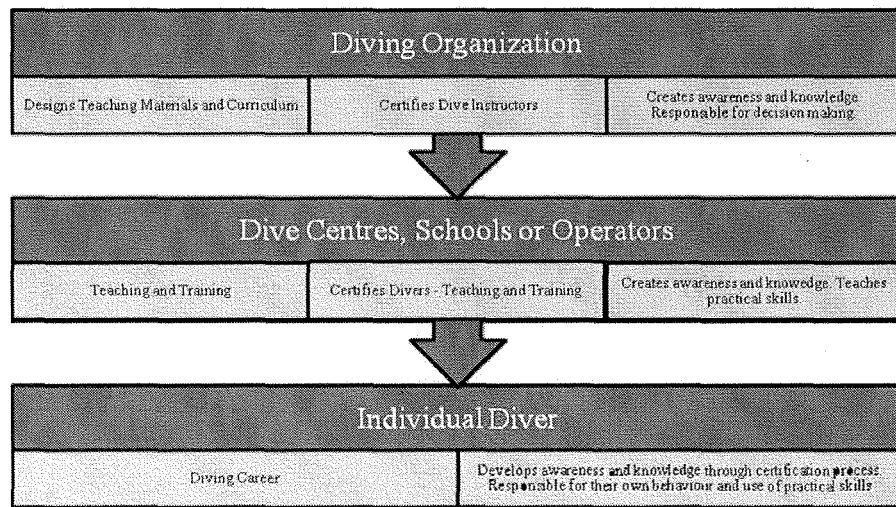 Diving Organization
Designs Teaching Materials and Curriculum
Certifies Dive Instructors
Creates awareness and knowledge
Responsible for decision making
Dive Centres, Schools or Operators
Teaching and Training
Certifies Divers - Teaching and Training
Creates awareness and knowedge. Teaches
practical skills
Individual Diver
Diving Career
Develops awareness and knowledge through certification process.
Responsible for their own behaviour and use of practical skills